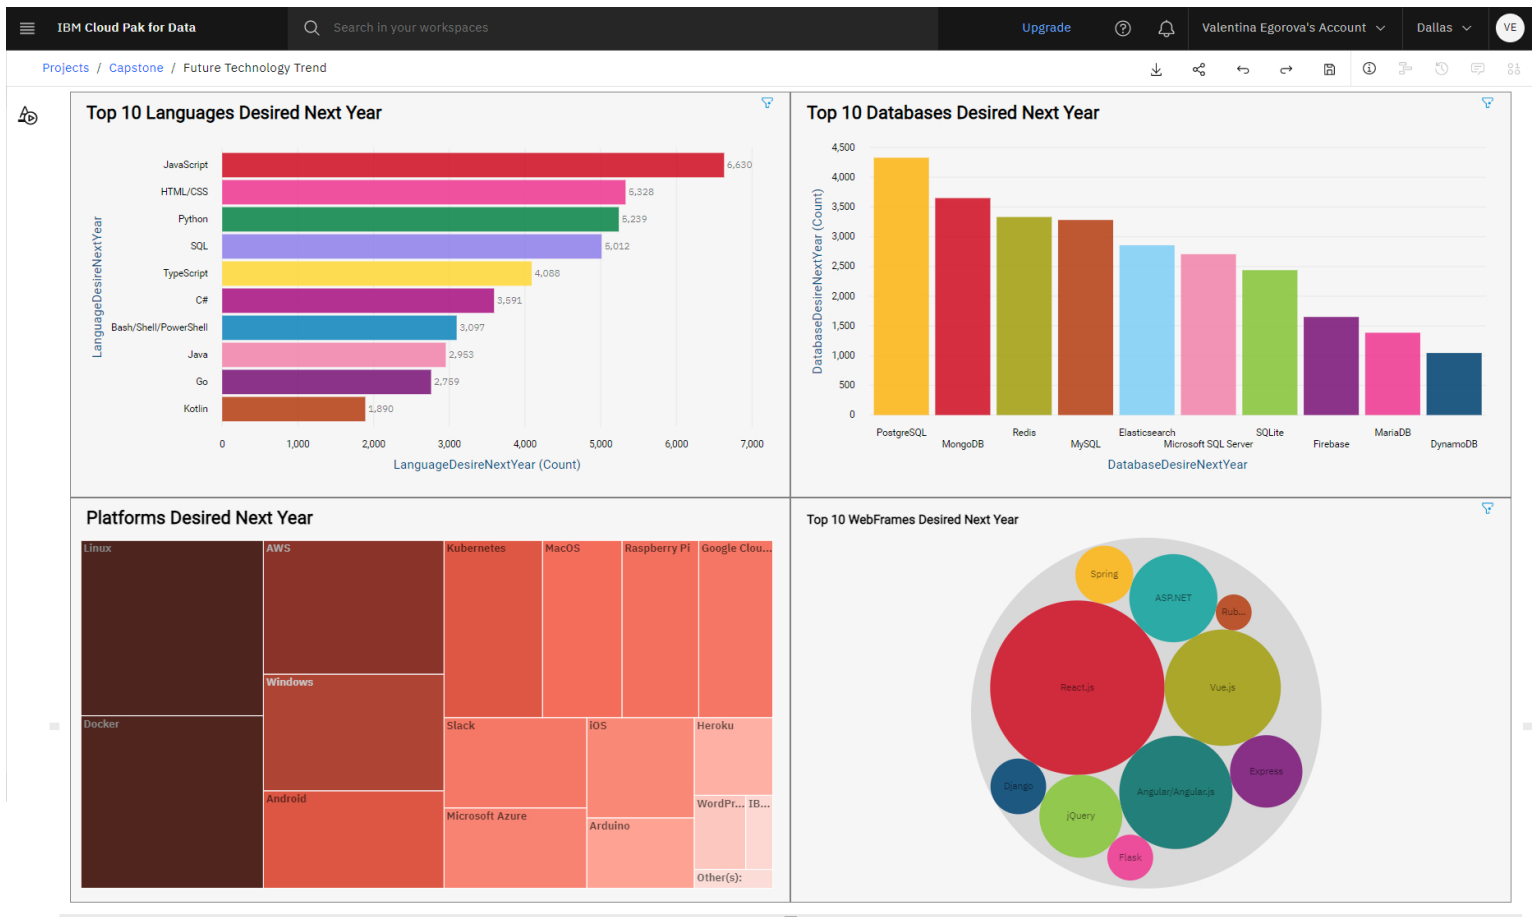 IBM Cloud Pak for Data
Search in your workspaces
Upgrade
Valentina Egorova's Account
Dallas
VE
Projects / Capstone / Future Technology Trend
Top 10 Languages Desired Next Year
LanguageDesireNextYear
JavaScript 6,630
HTML/CSS 5,328
Python 5,239
SQL 5,012
TypeScript 4,088
C# 3,591
Bash/Shell/PowerShell 3,097
Java 2,953
Go 2,759
Kotlin 1,890
0 1,000 2,000 3,000 4,000 5,000 6,000 7,000
LanguageDesireNextYear (Count)
Top 10 Databases Desired Next Year
DatabaseDesireNextYear (Count)
4,500
4,000
3,500
3,000
2,500
2,000
1,500
1,000
500
0
PostgreSQL MongoDB Redis MySQL Elasticsearch Microsoft SQL Server SQLite Firebase MariaDB DynamoDB
DatabaseDesireNextYear
Platforms Desired Next Year
Linux
AWS
Kubernetes
MacOS
Raspberry Pi
Google Clou...
Windows
Docker
Slack
iOS
Heroku
Android
WordPr...
IB...
Microsoft Azure
Arduino
Other(s):
Top 10 WebFrames Desired Next Year
Spring
ASP.NET
Rub...
React.js
Vue.js
Express
Django
Angular/Angular.js
jQuery
Flask